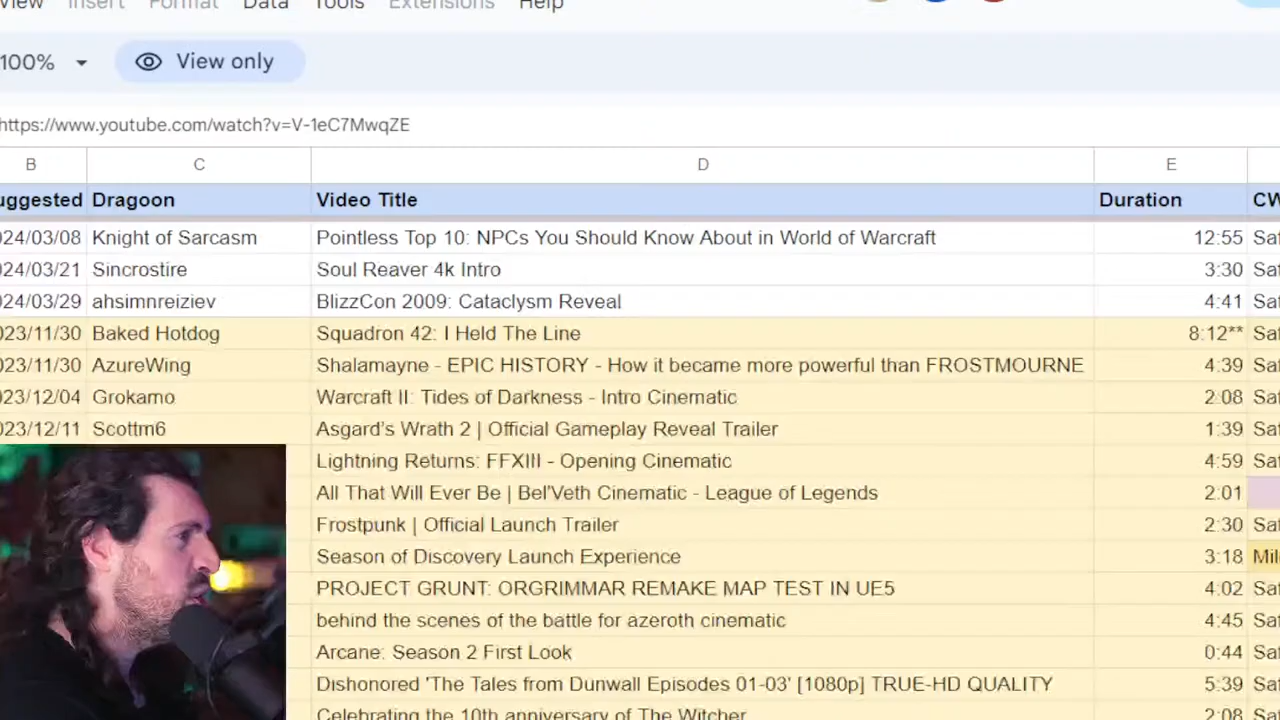 View Insert Format Data Tools Extensions Help
100% View only
https://www.youtube.com/watch?v=V-1eC7MwqZE
B C D E
uggested Dragoon Video Title Duration CW
024/03/08 Knight of Sarcasm Pointless Top 10: NPCs You Should Know About in World of Warcraft 12:55 Sat
024/03/21 Sincrostire Soul Reaver 4k Intro 3:30 Sat
024/03/29 ahsimnreiziev BlizzCon 2009: Cataclysm Reveal 4:41 Sat
023/11/30 Baked Hotdog Squadron 42: I Held The Line 8:12** Sat
023/11/30 AzureWing Shalamayne - EPIC HISTORY - How it became more powerful than FROSTMOURNE 4:39 Sat
023/12/04 Grokamo Warcraft II: Tides of Darkness - Intro Cinematic 2:08 Sat
023/12/11 Scottm6 Asgard's Wrath 2 | Official Gameplay Reveal Trailer 1:39 Sat
Lightning Returns: FFXIII - Opening Cinematic 4:59 Sat
All That Will Ever Be | Bel'Veth Cinematic - League of Legends 2:01
Frostpunk | Official Launch Trailer 2:30 Sat
Season of Discovery Launch Experience 3:18 Mil
PROJECT GRUNT: ORGRIMMAR REMAKE MAP TEST IN UE5 4:02 Sat
behind the scenes of the battle for azeroth cinematic 4:45 Sat
Arcane: Season 2 First Look 0:44 Sat
Dishonored 'The Tales from Dunwall Episodes 01-03' [1080p] TRUE-HD QUALITY 5:39 Sat
Celebrating the 10th anniversary of The Witcher 2:08 Sat